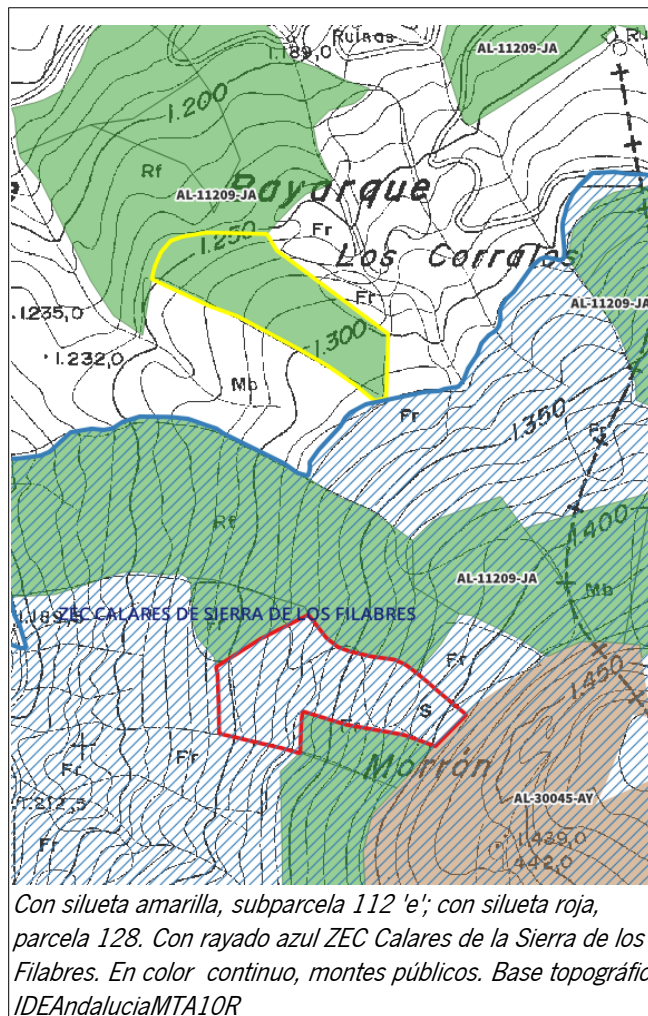 Ruinas
1.189,0
AL-11209-JA
Ru
1.200
Rf
AL-11209-JA
Bayarque
Fr
1.250
Los Corrales
Fr
AL-11209-JA
1.235,0
1.300
1.232,0
Mb
Fr
1.350
Fr
Rf
1.400
AL-11209-JA
Mb
ZEC CALARES DE SIERRA DE LOS FILABRES
Fr
Fr
1.450
S
Fr
Fr
Fr
Morrón
AL-30045-AY
1.212,5
Fr
1.439,0
442,0
Con silueta amarilla, subparcela 112 'e'; con silueta roja,
parcela 128. Con rayado azul ZEC Calares de la Sierra de los
Filabres. En color continuo, montes públicos. Base topográfic
IDEAndaluciaMTA10R